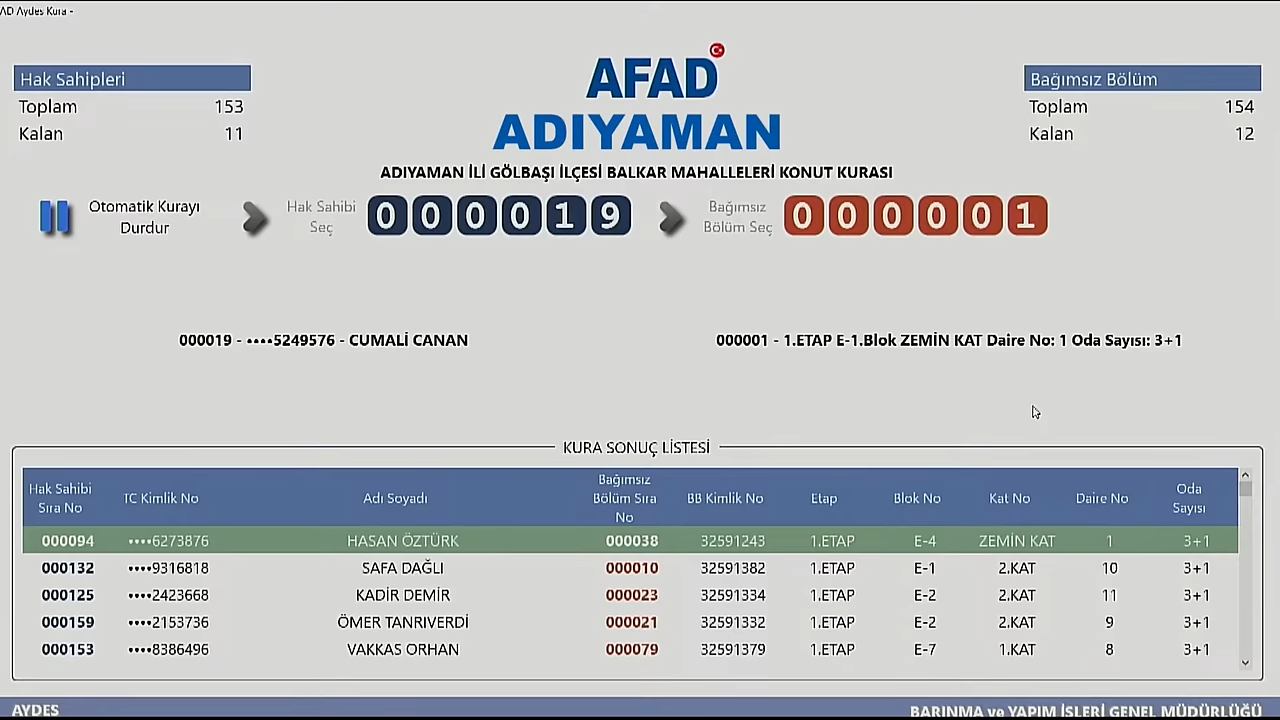 AD Aydes Kura -
AFAD
ADIYAMAN
Hak Sahipleri
Toplam 153
Kalan 11
Bağımsız Bölüm
Toplam 154
Kalan 12
ADIYAMAN İLİ GÖLBAŞI İLÇESİ BALKAR MAHALLELERİ KONUT KURASI
Otomatik Kurayı
Durdur
Hak Sahibi
Seç
000019
Bağımsız
Bölüm Seç
000001
000019 - ••••5249576 - CUMALİ CANAN
000001 - 1.ETAP E-1.Blok ZEMİN KAT Daire No: 1 Oda Sayısı: 3+1
KURA SONUÇ LİSTESİ
Hak Sahibi Sıra No TC Kimlik No Adı Soyadı Bağımsız Bölüm Sıra No BB Kimlik No Etap Blok No Kat No Daire No Oda Sayısı
000094 ••••6273876 HASAN ÖZTÜRK 000038 32591243 1.ETAP E-4 ZEMİN KAT 1 3+1
000132 ••••9316818 SAFA DAĞLI 000010 32591382 1.ETAP E-1 2.KAT 10 3+1
000125 ••••2423668 KADİR DEMİR 000023 32591334 1.ETAP E-2 2.KAT 11 3+1
000159 ••••2153736 ÖMER TANRIVERDİ 000021 32591332 1.ETAP E-2 2.KAT 9 3+1
000153 ••••8386496 VAKKAS ORHAN 000079 32591379 1.ETAP E-7 1.KAT 8 3+1
AYDES
BARINMA ve YAPIM İŞLERİ GENEL MÜDÜRLÜĞÜ